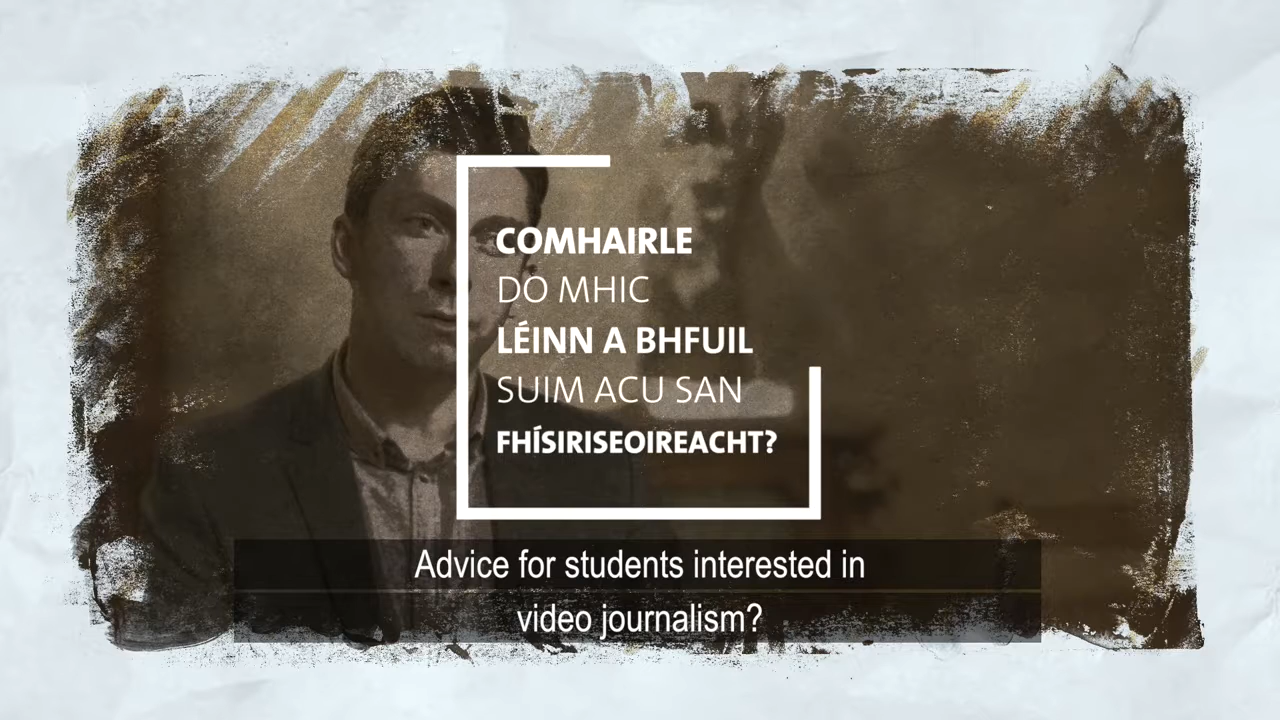 COMHAIRLE
DO MHIC
LÉINN A BHFUIL
SUIM ACU SAN
FHÍSIRISEOIREACHT?
Advice for students interested in
video journalism?